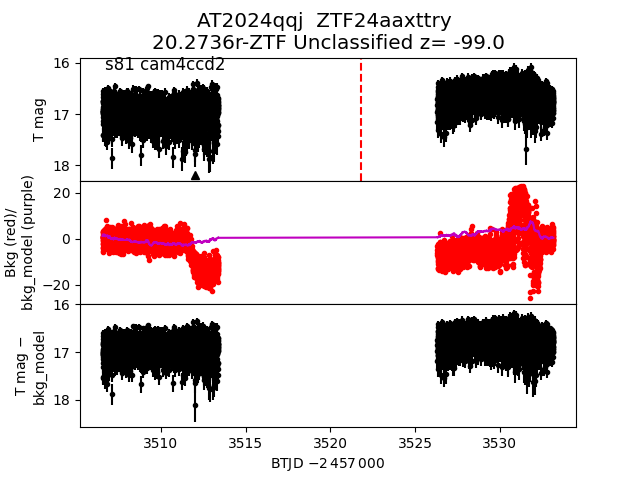 AT2024qqj  ZTF24aaxttry
20.2736r-ZTF Unclassified z= -99.0
s81 cam4ccd2
16
17
18
T mag
20
0
−20
Bkg (red)/
bkg_model (purple)
16
17
18
T mag −
bkg_model
3510
3515
3520
3525
3530
BTJD −2 457 000